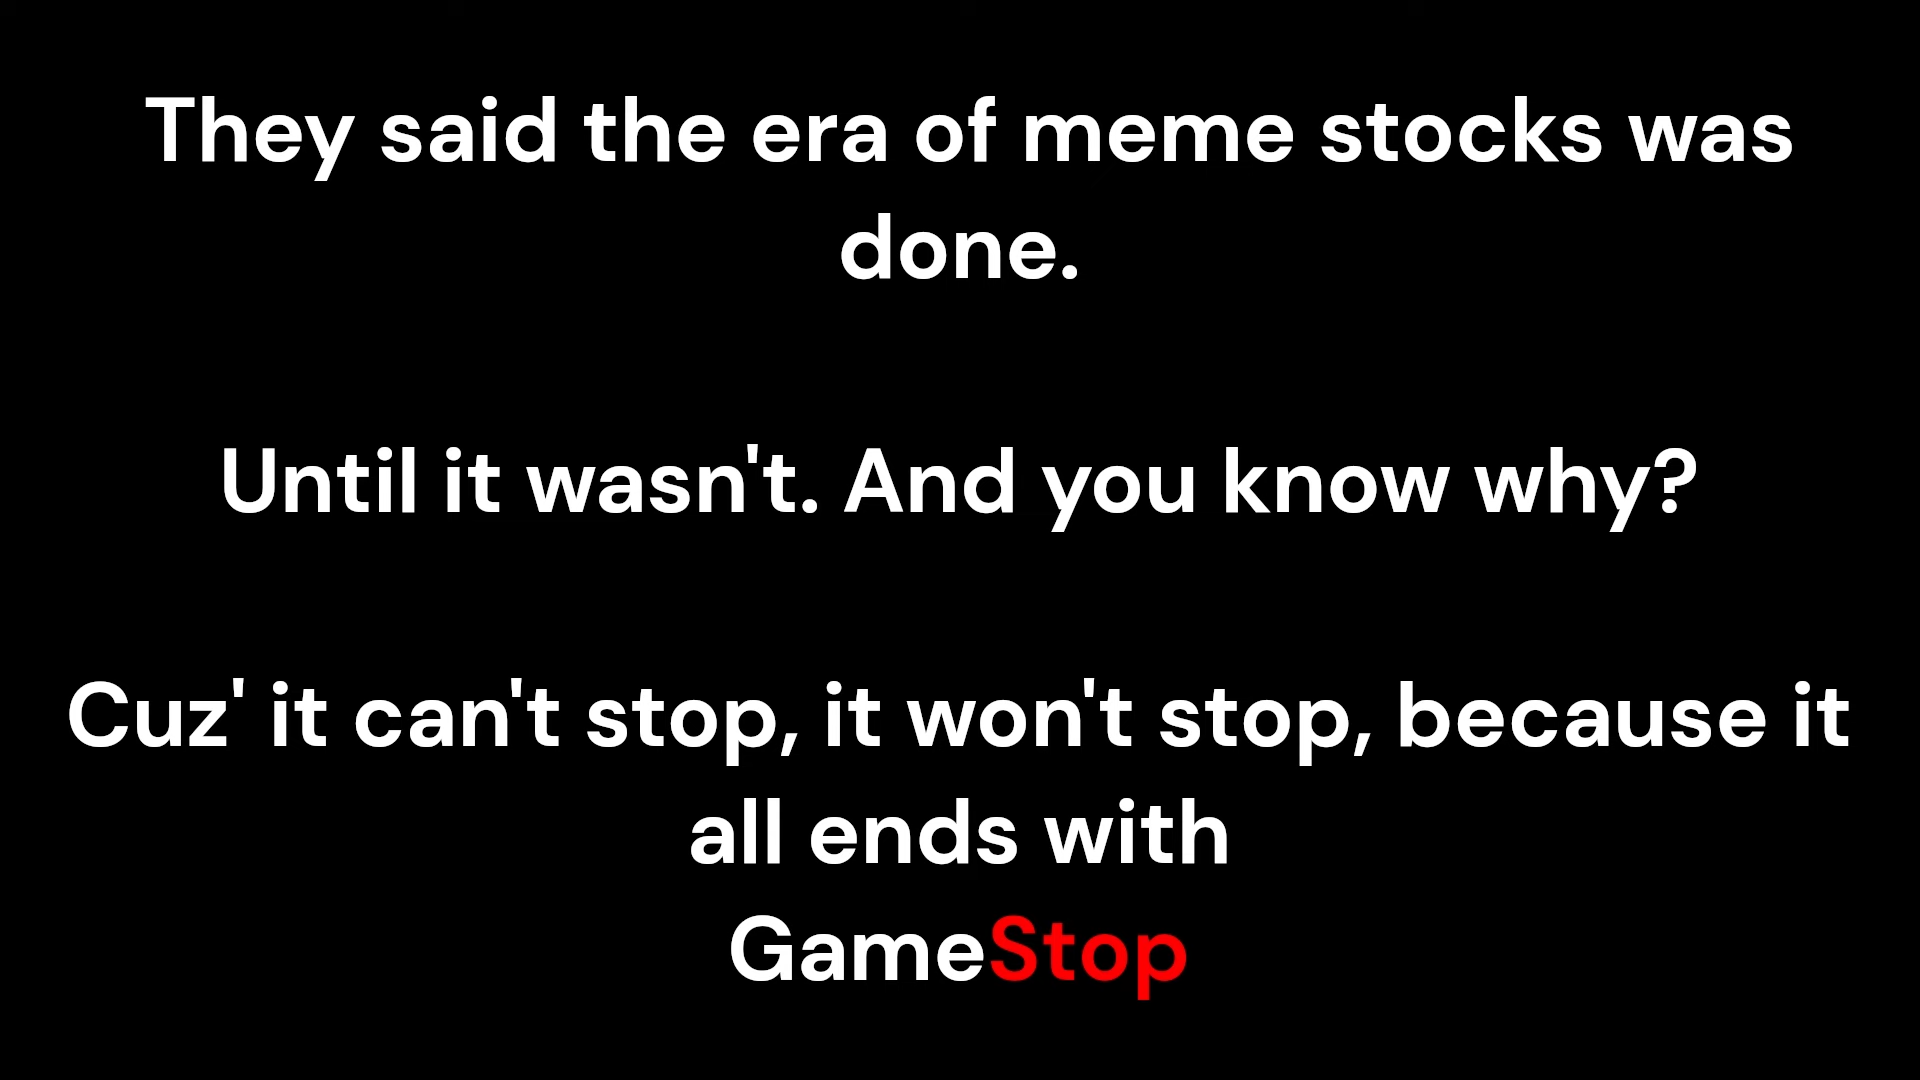 They said the era of meme stocks was
done.
Until it wasn't. And you know why?
Cuz' it can't stop, it won't stop, because it
all ends with
GameStop